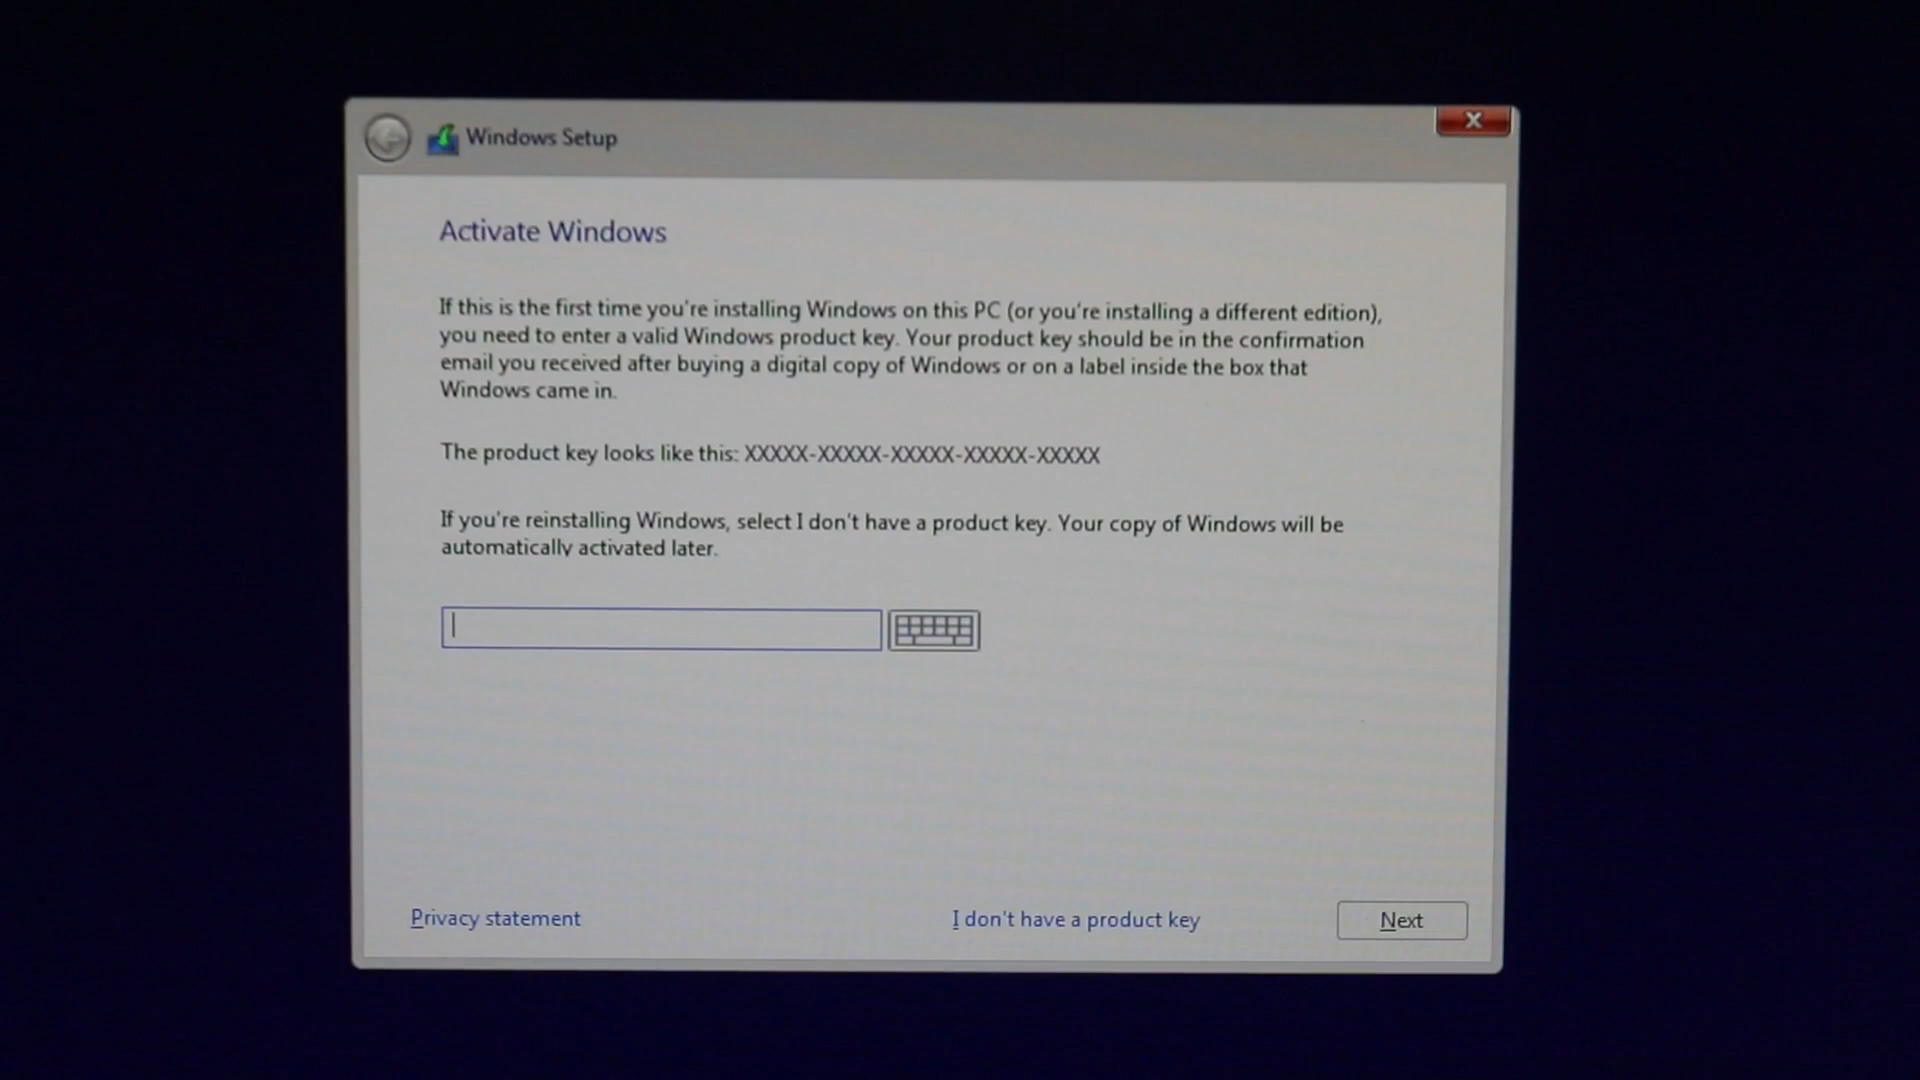 Windows Setup
Activate Windows
If this is the first time you're installing Windows on this PC (or you're installing a different edition),
you need to enter a valid Windows product key. Your product key should be in the confirmation
email you received after buying a digital copy of Windows or on a label inside the box that
Windows came in.
The product key looks like this: XXXXX-XXXXX-XXXXX-XXXXX-XXXXX
If you're reinstalling Windows, select I don't have a product key. Your copy of Windows will be
automatically activated later.
Privacy statement
I don't have a product key
Next